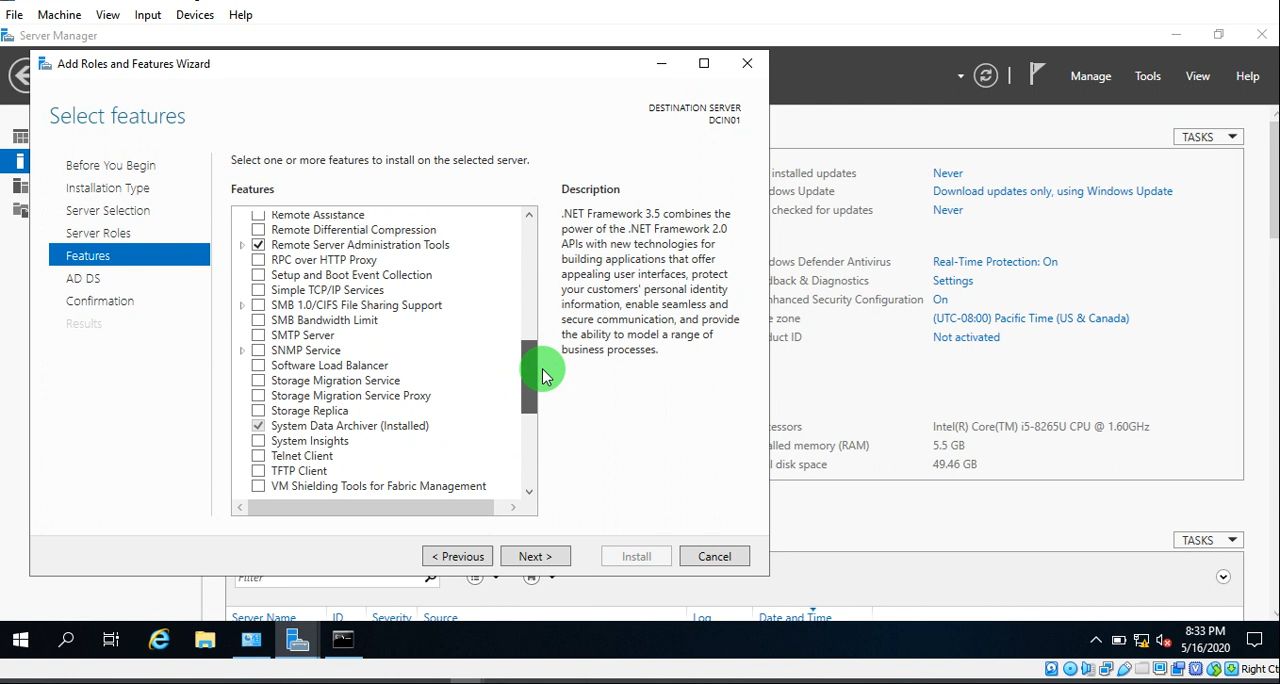 File Machine View Input Devices Help
Server Manager
Add Roles and Features Wizard
Manage Tools View Help
Select features
DESTINATION SERVER
DCIN01
TASKS
Before You Begin
Installation Type
Server Selection
Server Roles
Features
AD DS
Confirmation
Results
Select one or more features to install on the selected server.
Features
Remote Assistance
Remote Differential Compression
Remote Server Administration Tools
RPC over HTTP Proxy
Setup and Boot Event Collection
Simple TCP/IP Services
SMB 1.0/CIFS File Sharing Support
SMB Bandwidth Limit
SMTP Server
SNMP Service
Software Load Balancer
Storage Migration Service
Storage Migration Service Proxy
Storage Replica
System Data Archiver (Installed)
System Insights
Telnet Client
TFTP Client
VM Shielding Tools for Fabric Management
Description
.NET Framework 3.5 combines the
power of the .NET Framework 2.0
APIs with new technologies for
building applications that offer
appealing user interfaces, protect
your customers' personal identity
information, enable seamless and
secure communication, and provide
the ability to model a range of
business processes.
< Previous Next > Install Cancel
installed updates Never
dows Update Download updates only, using Windows Update
checked for updates Never
dows Defender Antivirus Real-Time Protection: On
dback & Diagnostics Settings
nhanced Security Configuration On
e zone (UTC-08:00) Pacific Time (US & Canada)
uct ID Not activated
essors Intel(R) Core(TM) i5-8265U CPU @ 1.60GHz
alled memory (RAM) 5.5 GB
l disk space 49.46 GB
TASKS
Filter
Server Name ID Severity Source Log Date and Time
8:33 PM
5/16/2020
Right Ct